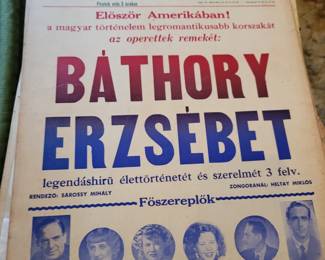 Először Amerikában!
a magyar történelem legromantikusabb korszakát
az operettek remekét:
BÁTHORY
ERZSÉBET
legendáshirű élettörténetét és szerelmét 3 felv.
RENDEZŐ: SAROSSY MIHÁLY
ZONGORÁNÁL: HELTAY MIKLÓS
Főszereplők